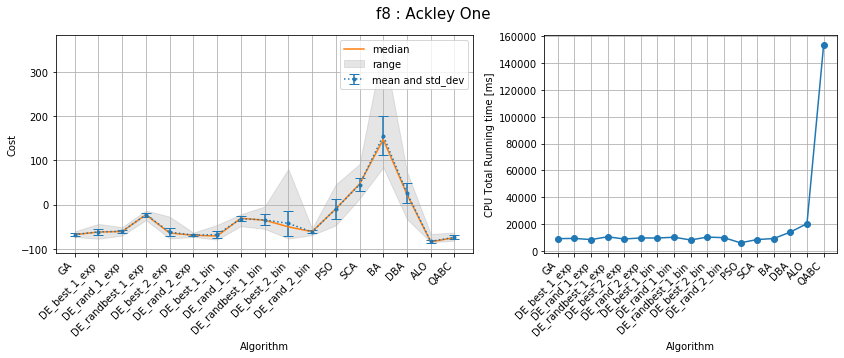 f8 : Ackley One
median
range
mean and std_dev
Cost
300
200
100
0
−100
GA
DE_best_1_exp
DE_rand_1_exp
DE_randbest_1_exp
DE_best_2_exp
DE_rand_2_exp
DE_best_1_bin
DE_rand_1_bin
DE_randbest_1_bin
DE_best_2_bin
DE_rand_2_bin
PSO
SCA
BA
DBA
ALO
QABC
Algorithm
CPU Total Running time [ms]
160000
140000
120000
100000
80000
60000
40000
20000
0
GA
DE_best_1_exp
DE_rand_1_exp
DE_randbest_1_exp
DE_best_2_exp
DE_rand_2_exp
DE_best_1_bin
DE_rand_1_bin
DE_randbest_1_bin
DE_best_2_bin
DE_rand_2_bin
PSO
SCA
BA
DBA
ALO
QABC
Algorithm